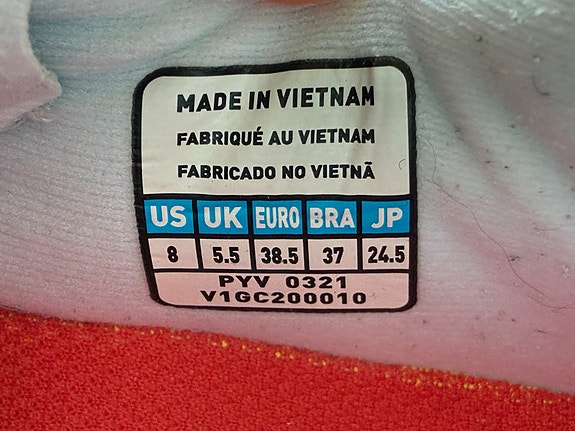 MADE IN VIETNAM
FABRIQUÉ AU VIETNAM
FABRICADO NO VIETNÃ
US UK EURO BRA JP
8 5.5 38.5 37 24.5
PYV 0321
V1GC200010